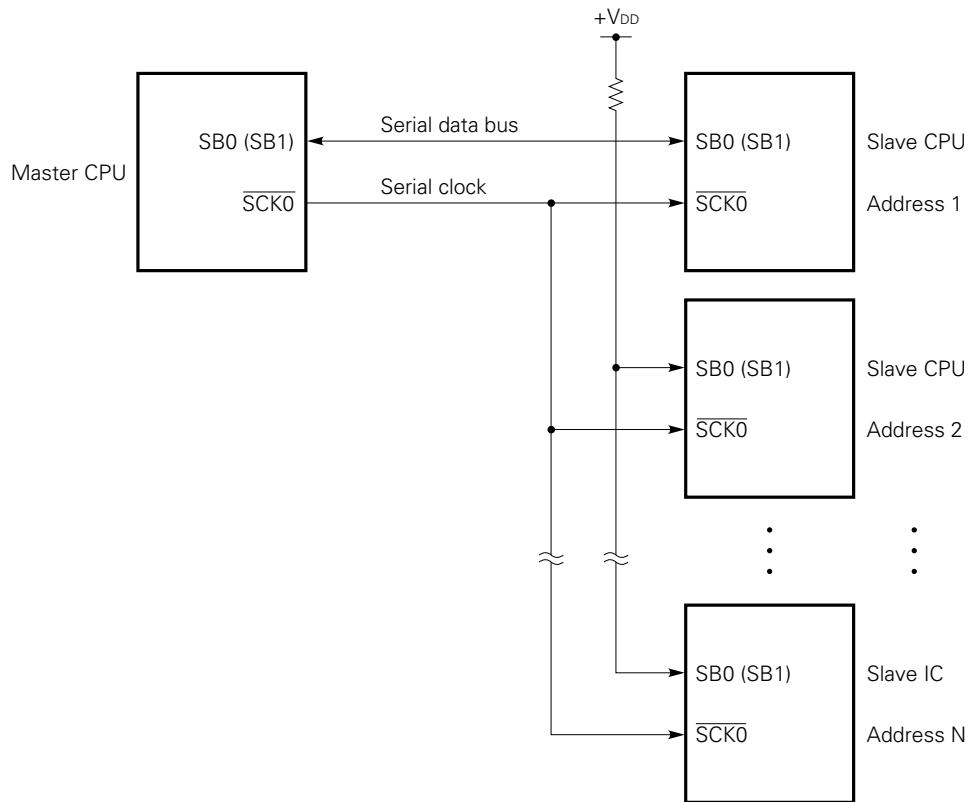 +VDD
Master CPU
SB0 (SB1)
SCK0
Serial data bus
Serial clock
SB0 (SB1)
SCK0
Slave CPU
Address 1
SB0 (SB1)
SCK0
Slave CPU
Address 2
SB0 (SB1)
SCK0
Slave IC
Address N